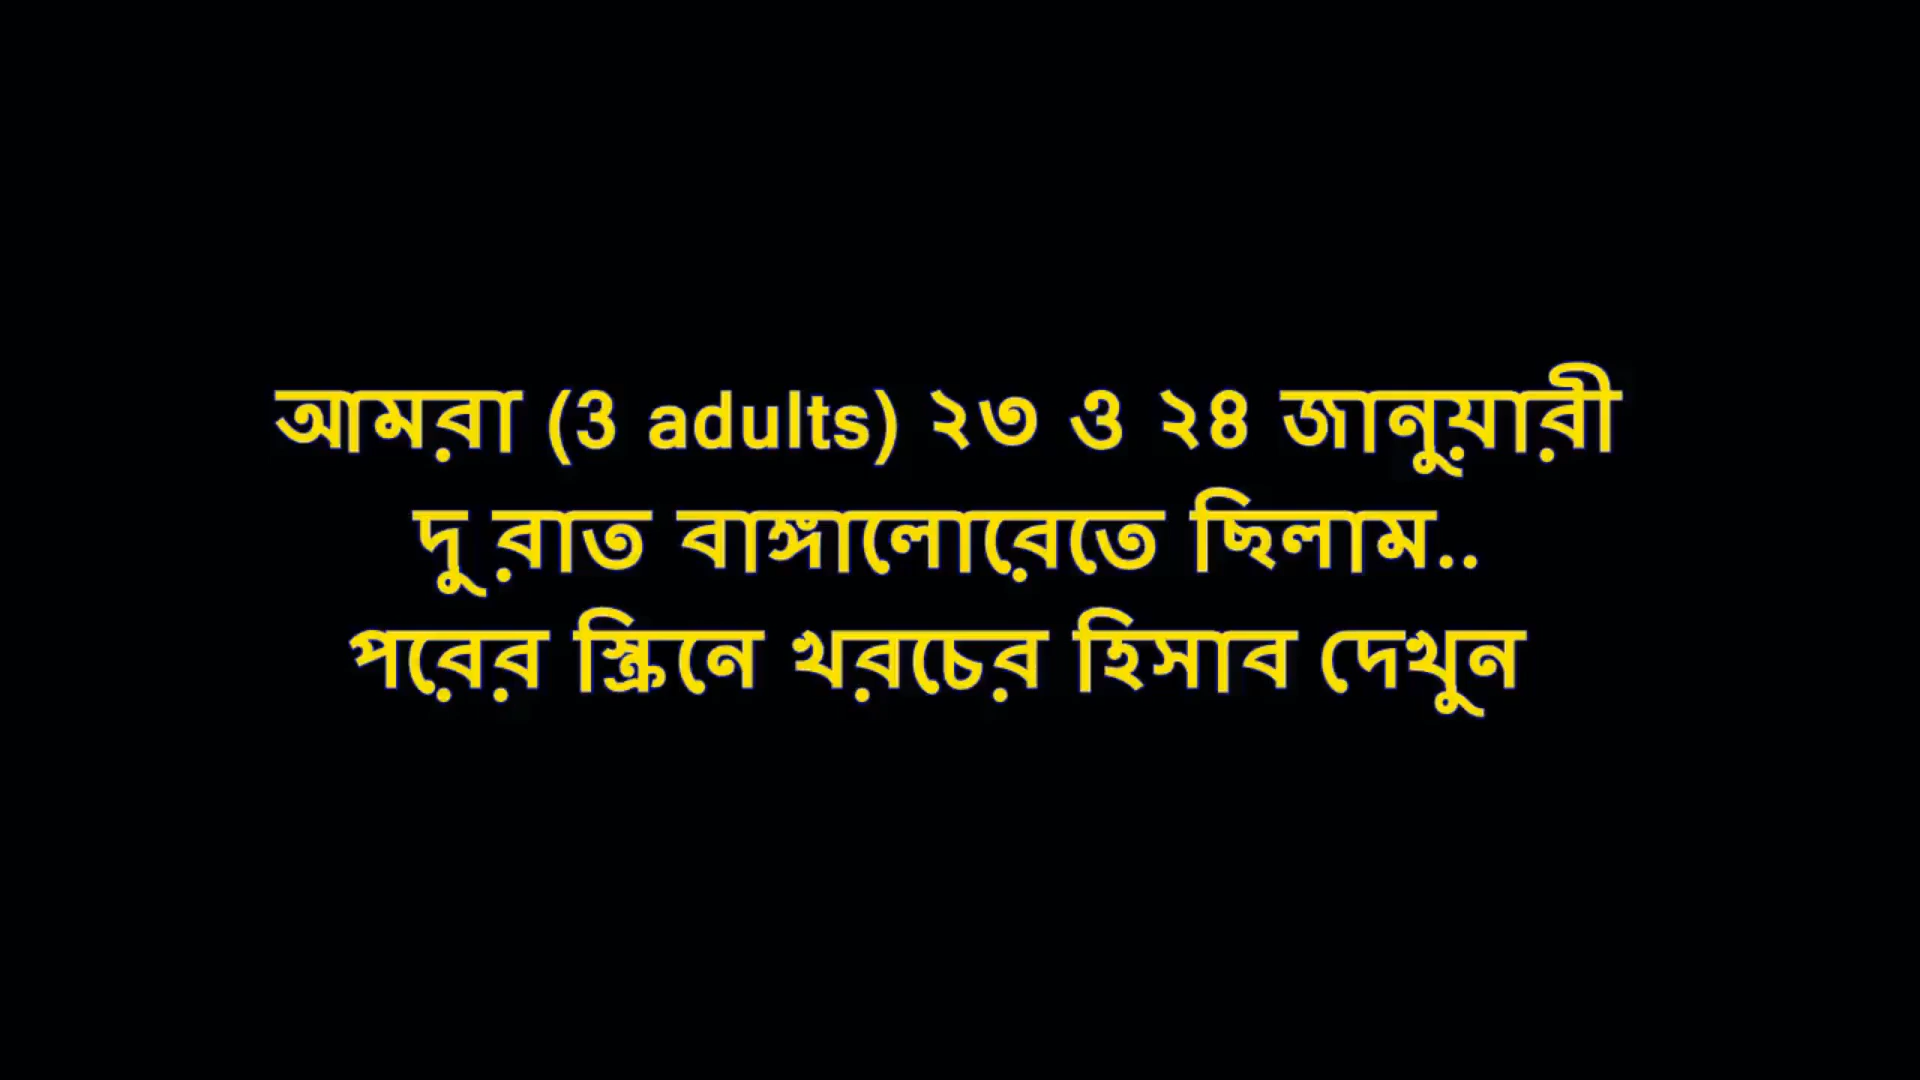 আমরা (3 adults) ২৩ ও ২৪ জানুয়ারী
দু রাত বাঙ্গালোরেতে ছিলাম..
পরের স্ক্রিনে খরচের হিসাব দেখুন